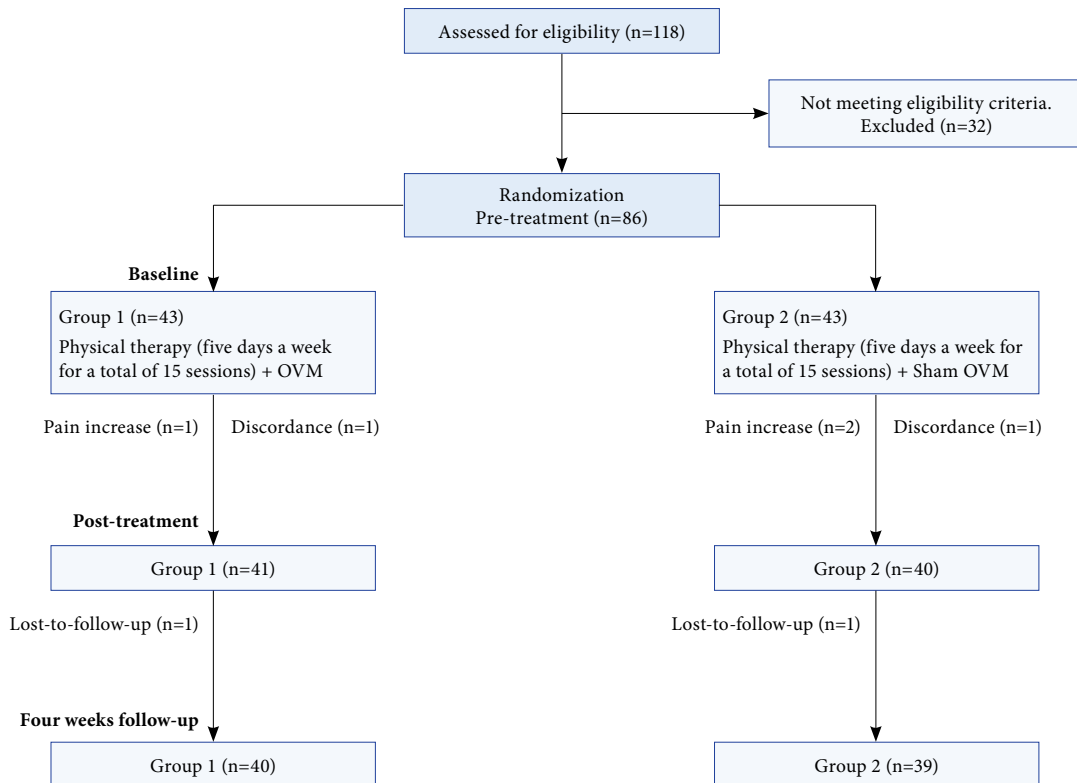 Assessed for eligibility (n=118)
Not meeting eligibility criteria.
Excluded (n=32)
Randomization
Pre-treatment (n=86)
Baseline
Group 1 (n=43)
Physical therapy (five days a week
for a total of 15 sessions) + OVM
Group 2 (n=43)
Physical therapy (five days a week for
a total of 15 sessions) + Sham OVM
Pain increase (n=1)
Discordance (n=1)
Pain increase (n=2)
Discordance (n=1)
Post-treatment
Group 1 (n=41)
Group 2 (n=40)
Lost-to-follow-up (n=1)
Lost-to-follow-up (n=1)
Four weeks follow-up
Group 1 (n=40)
Group 2 (n=39)